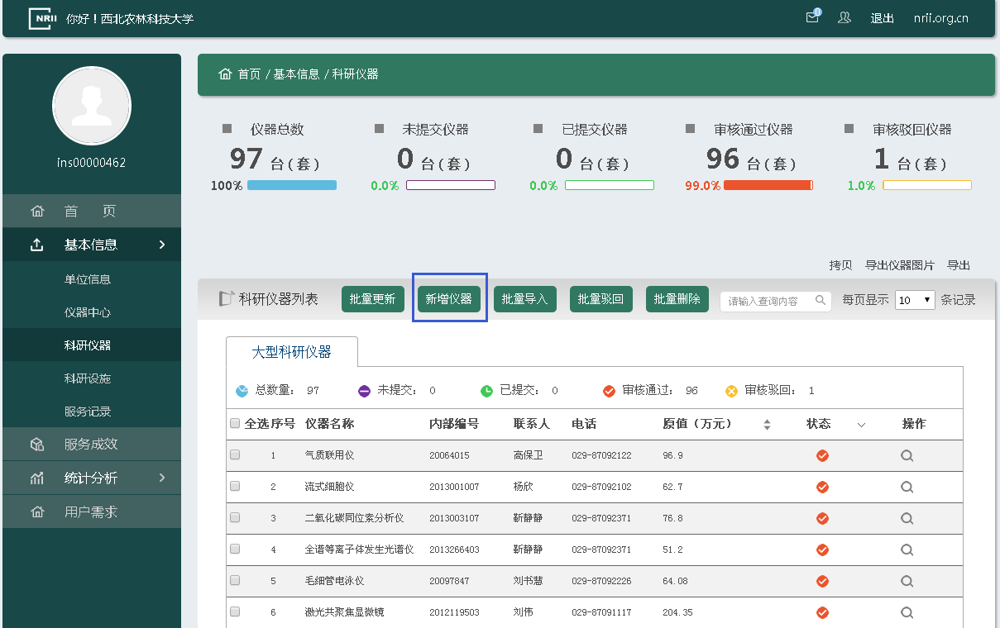 NRII 你好！西北农林科技大学
0 退出 nrii.org.cn
ins00000462
首 页
基本信息
单位信息
仪器中心
科研仪器
科研设施
服务记录
服务成效
统计分析
用户需求
首页 / 基本信息 / 科研仪器
仪器总数 未提交仪器 已提交仪器 审核通过仪器 审核驳回仪器
97 台（套） 0 台（套） 0 台（套） 96 台（套） 1 台（套）
100% 0.0% 0.0% 99.0% 1.0%
拷贝 导出仪器图片 导出
科研仪器列表 批量更新 新增仪器 批量导入 批量驳回 批量删除 请输入查询内容 每页显示 10 条记录
大型科研仪器
总数量： 97 未提交： 0 已提交： 0 审核通过： 96 审核驳回： 1
全选 序号 仪器名称 内部编号 联系人 电话 原值（万元） 状态 操作
1 气质联用仪 20064015 高保卫 029-87092122 96.9
2 流式细胞仪 2013001007 杨欣 029-87092102 62.7
3 二氧化碳同位素分析仪 2013003107 靳静静 029-87092371 76.8
4 全谱等离子体发生光谱仪 2013266403 靳静静 029-87092371 51.2
5 毛细管电泳仪 20097847 刘书慧 029-87092226 64.08
6 激光共聚焦显微镜 2012119503 刘伟 029-87091117 204.35